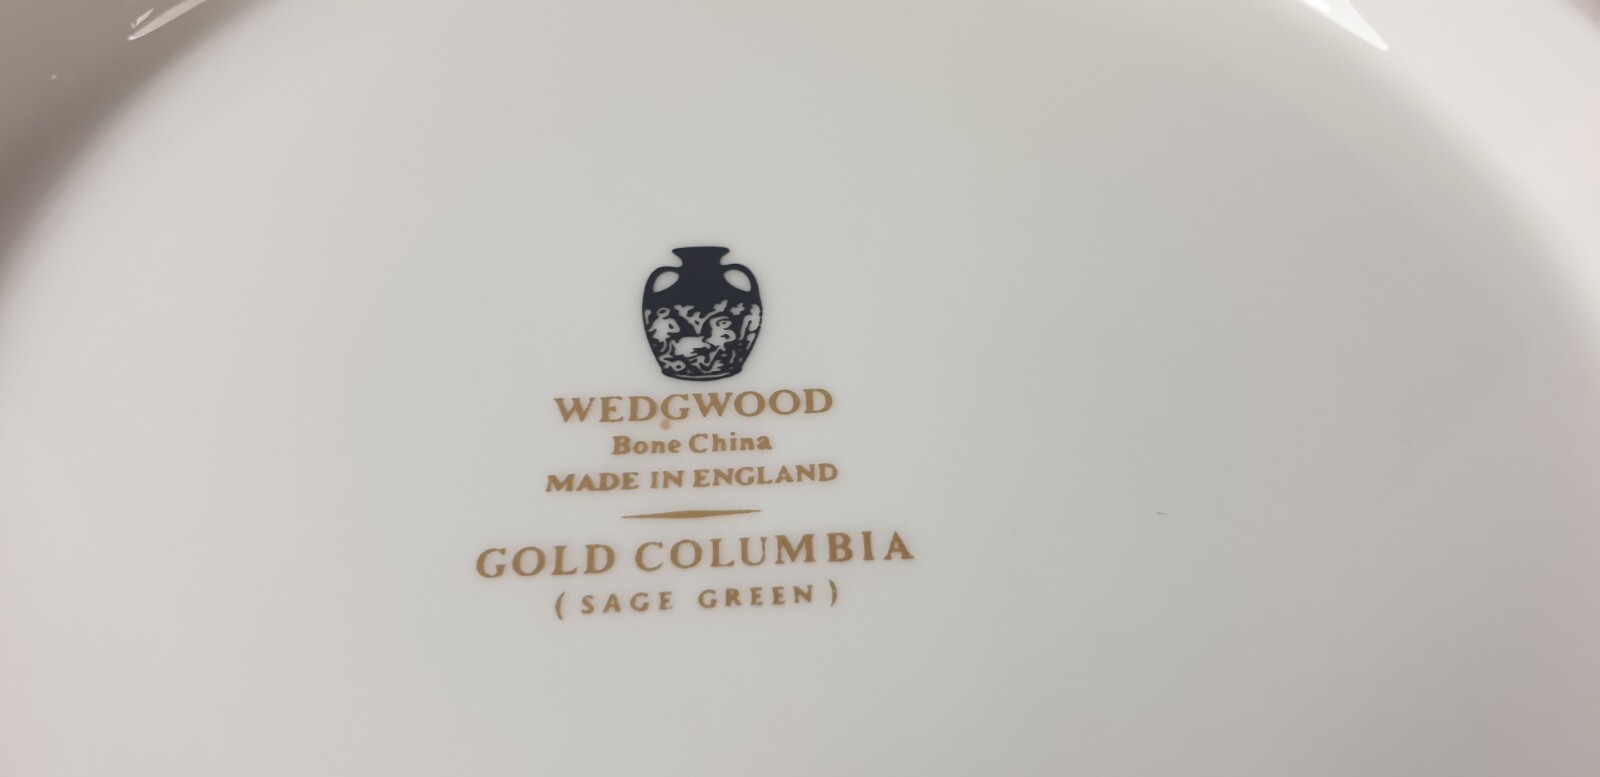 WEDGWOOD
Bone China
MADE IN ENGLAND
GOLD COLUMBIA
(SAGE GREEN)